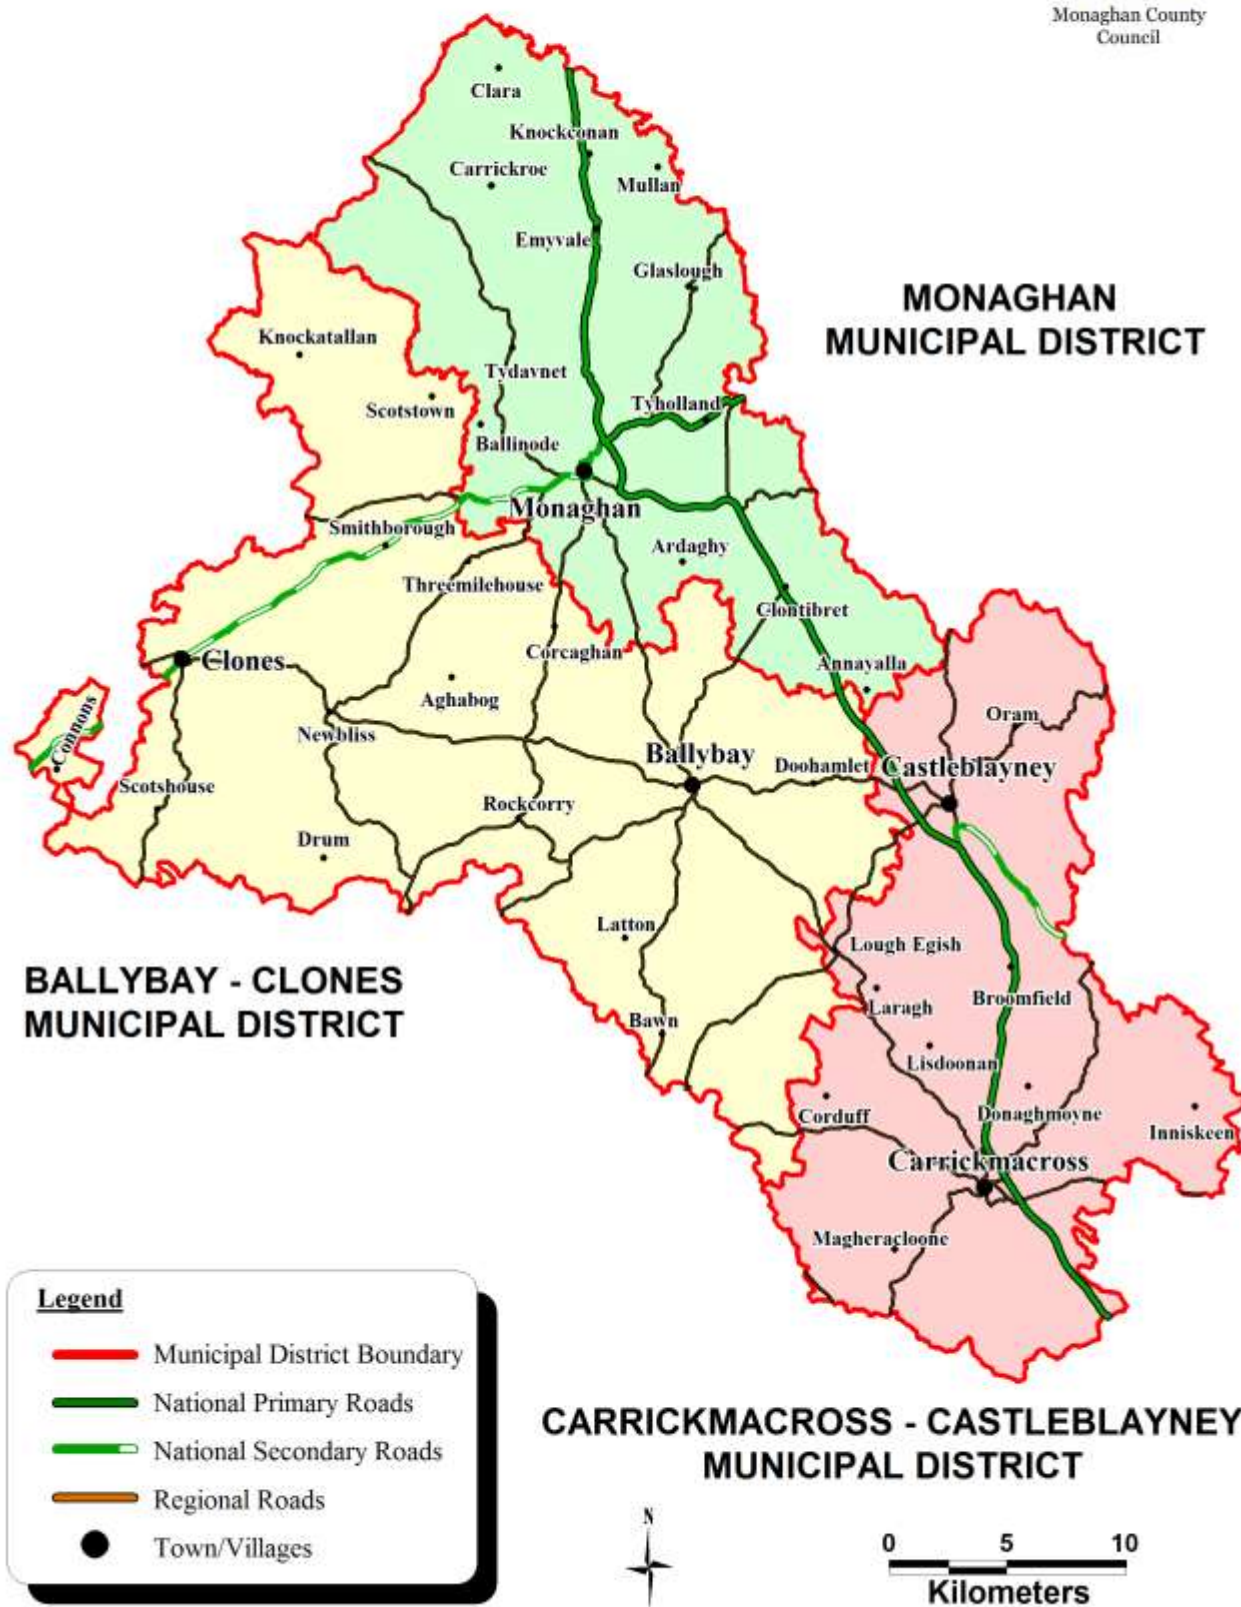 Monaghan County
Council
Clara
Knockconan
Carrickroe
Mullan
Emyvale
Glaslough
MONAGHAN
MUNICIPAL DISTRICT
Knockatallan
Tydavnet
Scotstown
Tyholland
Ballinode
Monaghan
Smithborough
Ardaghy
Threemilehouse
Clontibret
Corcaghan
Clones
Annayalla
Aghabog
Connons
Oram
Newbliss
Ballybay
Doohamlet
Castleblayney
Scotshouse
Rockcorry
Drum
Latton
Lough Egish
BALLYBAY - CLONES
MUNICIPAL DISTRICT
Broomfield
Laragh
Bawn
Lisdoonan
Corduff
Donaghmoyne
Inniskeen
Carrickmacross
Magheracloone
Legend
Municipal District Boundary
National Primary Roads
National Secondary Roads
Regional Roads
Town/Villages
CARRICKMACROSS - CASTLEBLAYNEY
MUNICIPAL DISTRICT
N
0 5 10
Kilometers